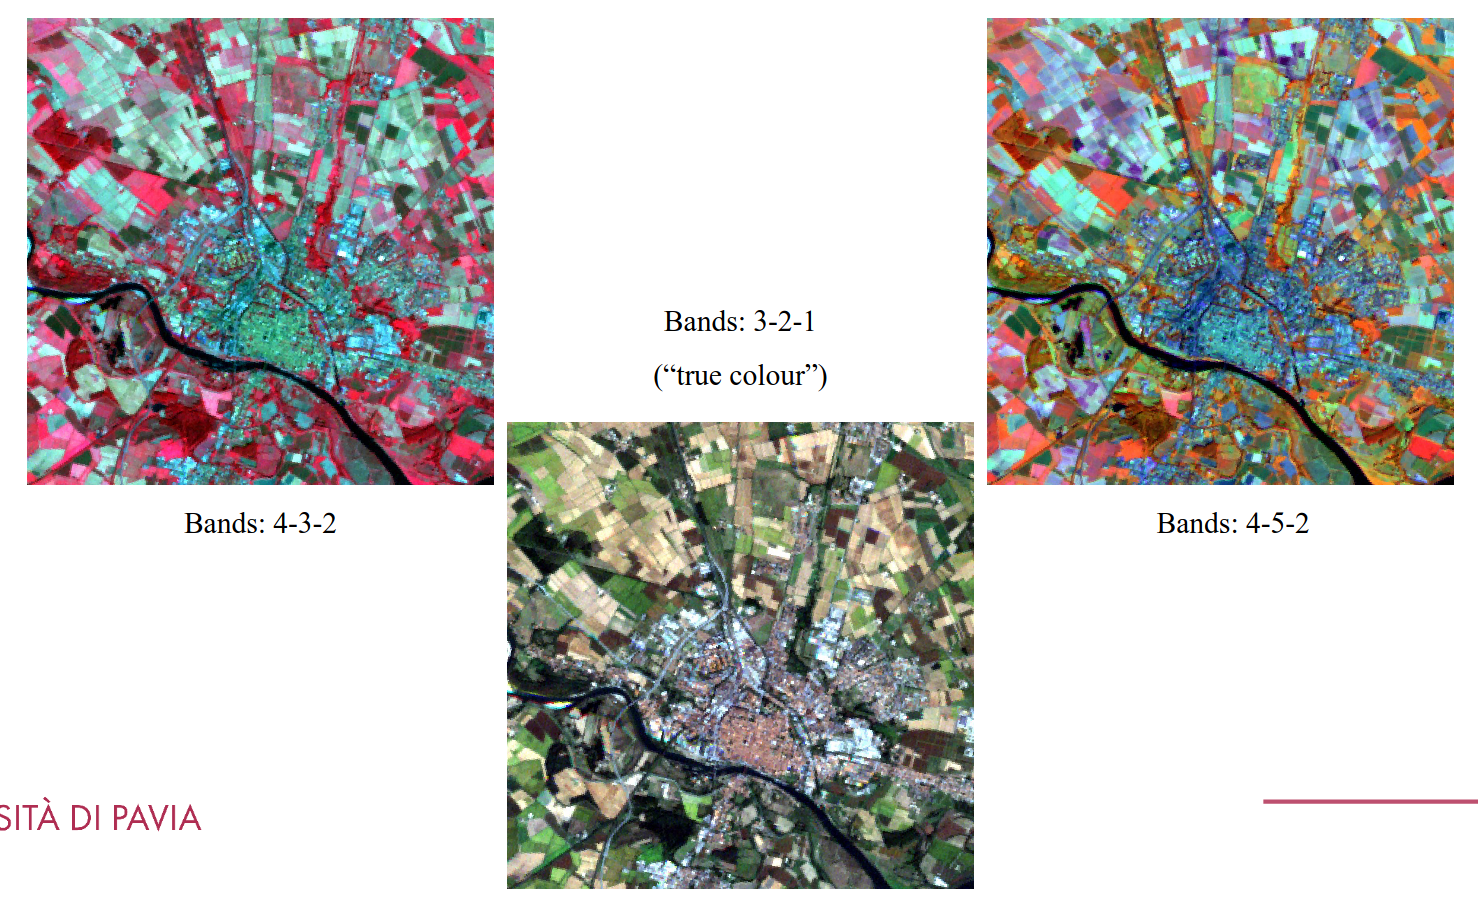 Bands: 3-2-1
(“true colour”)
Bands: 4-3-2
Bands: 4-5-2
SITÀ DI PAVIA